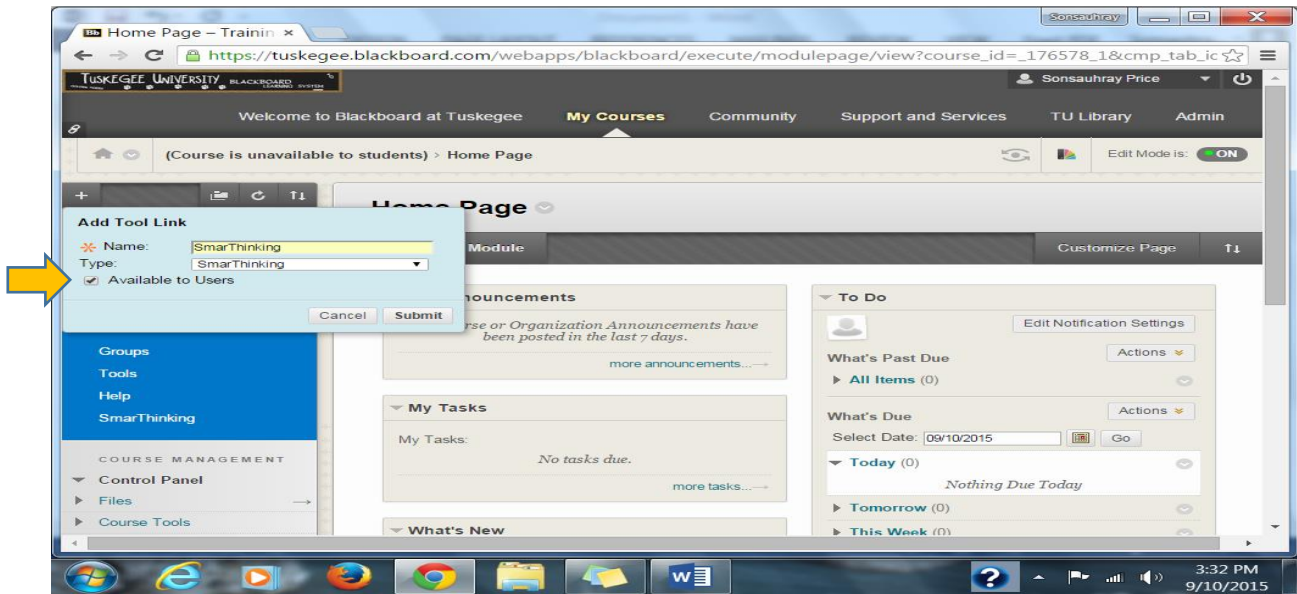 Sonsauhray
Home Page – Trainin ×
https://tuskegee.blackboard.com/webapps/blackboard/execute/modulepage/view?course_id=_176578_1&cmp_tab_ic
TUSKEGEE UNIVERSITY BLACKBOARD
LEARNING SYSTEM
Sonsauhray Price
Welcome to Blackboard at Tuskegee My Courses Community Support and Services TU Library Admin
(Course is unavailable to students) > Home Page
Edit Mode is: ON
Home Page
Add Tool Link
Name: SmarThinking
Type: SmarThinking
Available to Users
Cancel Submit
Module
Customize Page
nouncements
rse or Organization Announcements have
been posted in the last 7 days.
more announcements...→
Groups
Tools
Help
SmarThinking
COURSE MANAGEMENT
Control Panel
Files
Course Tools
My Tasks
My Tasks:
No tasks due.
more tasks...→
What's New
To Do
Edit Notification Settings
What's Past Due
Actions
All Items (0)
What's Due
Actions
Select Date: 09/10/2015 Go
Today (0)
Nothing Due Today
Tomorrow (0)
This Week (0)
3:32 PM
9/10/2015